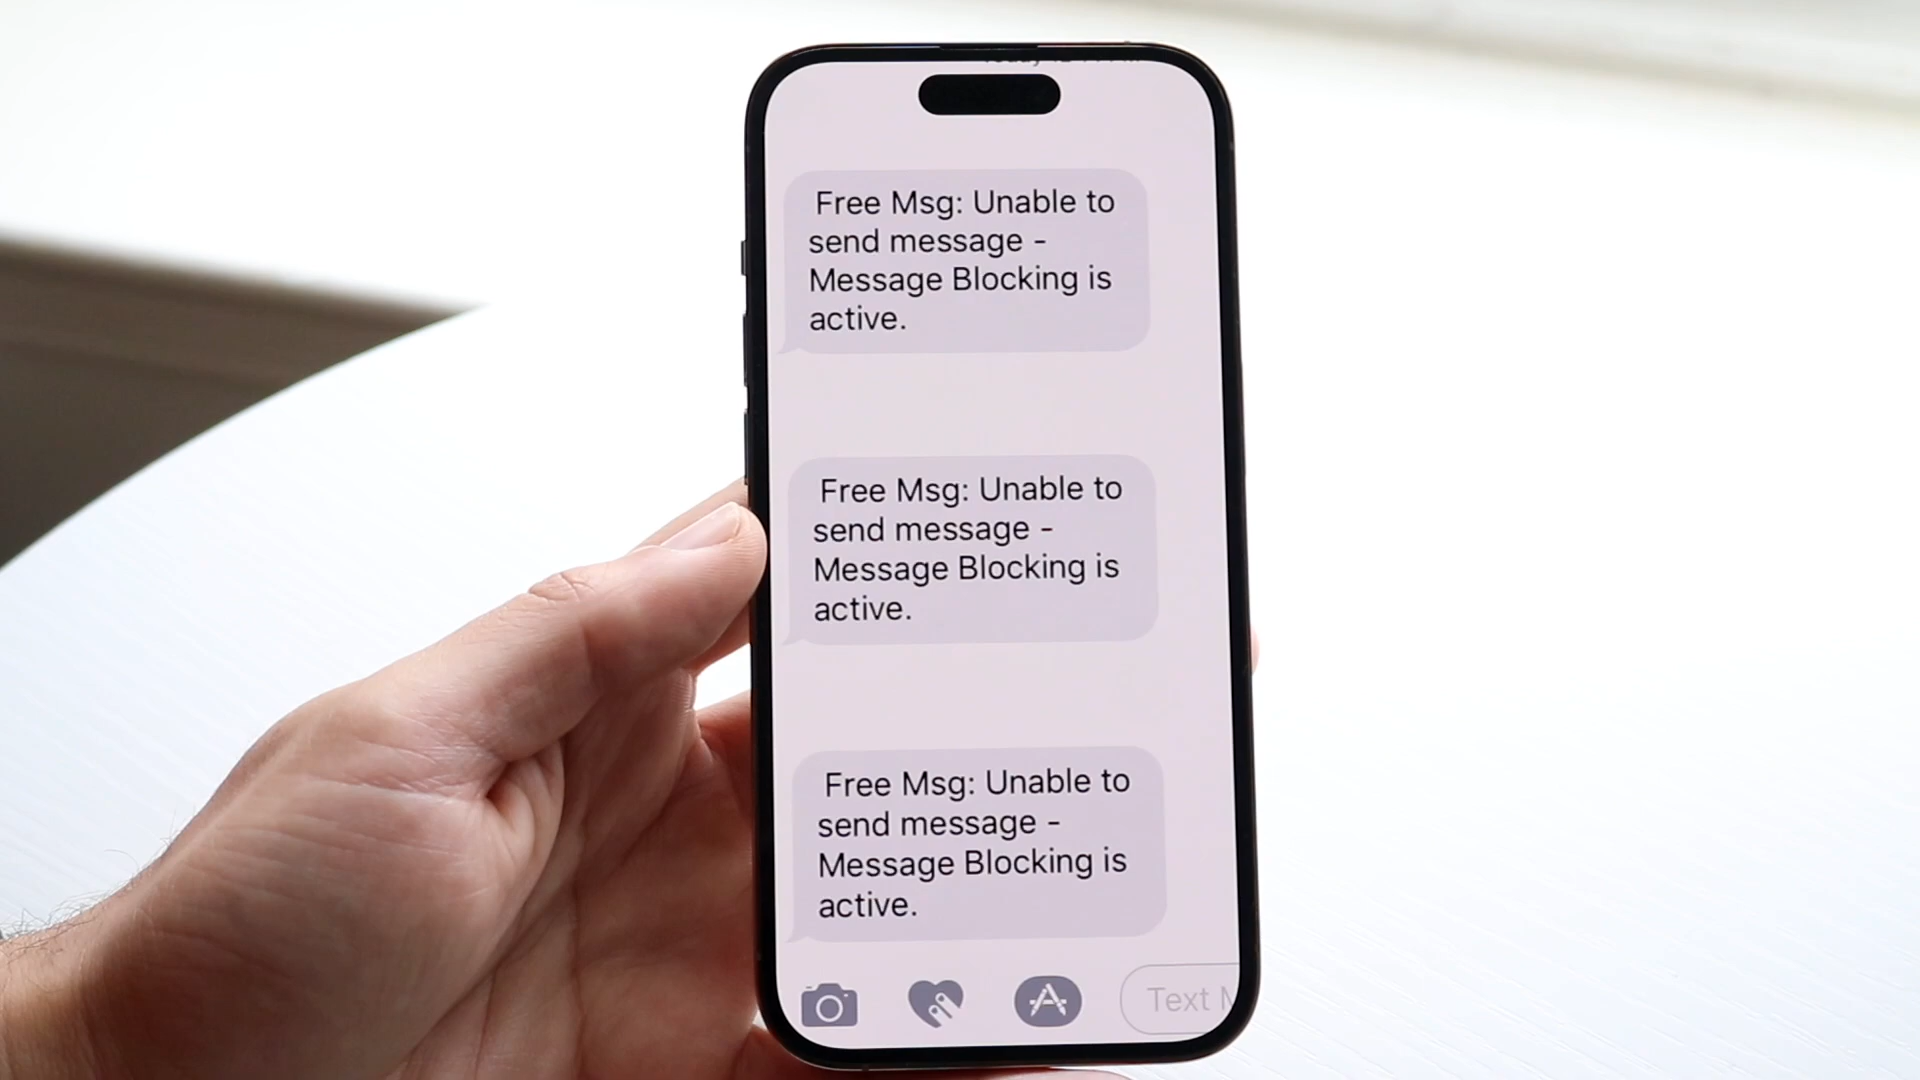 Free Msg: Unable to
send message -
Message Blocking is
active.
Free Msg: Unable to
send message -
Message Blocking is
active.
Free Msg: Unable to
send message -
Message Blocking is
active.
Text M